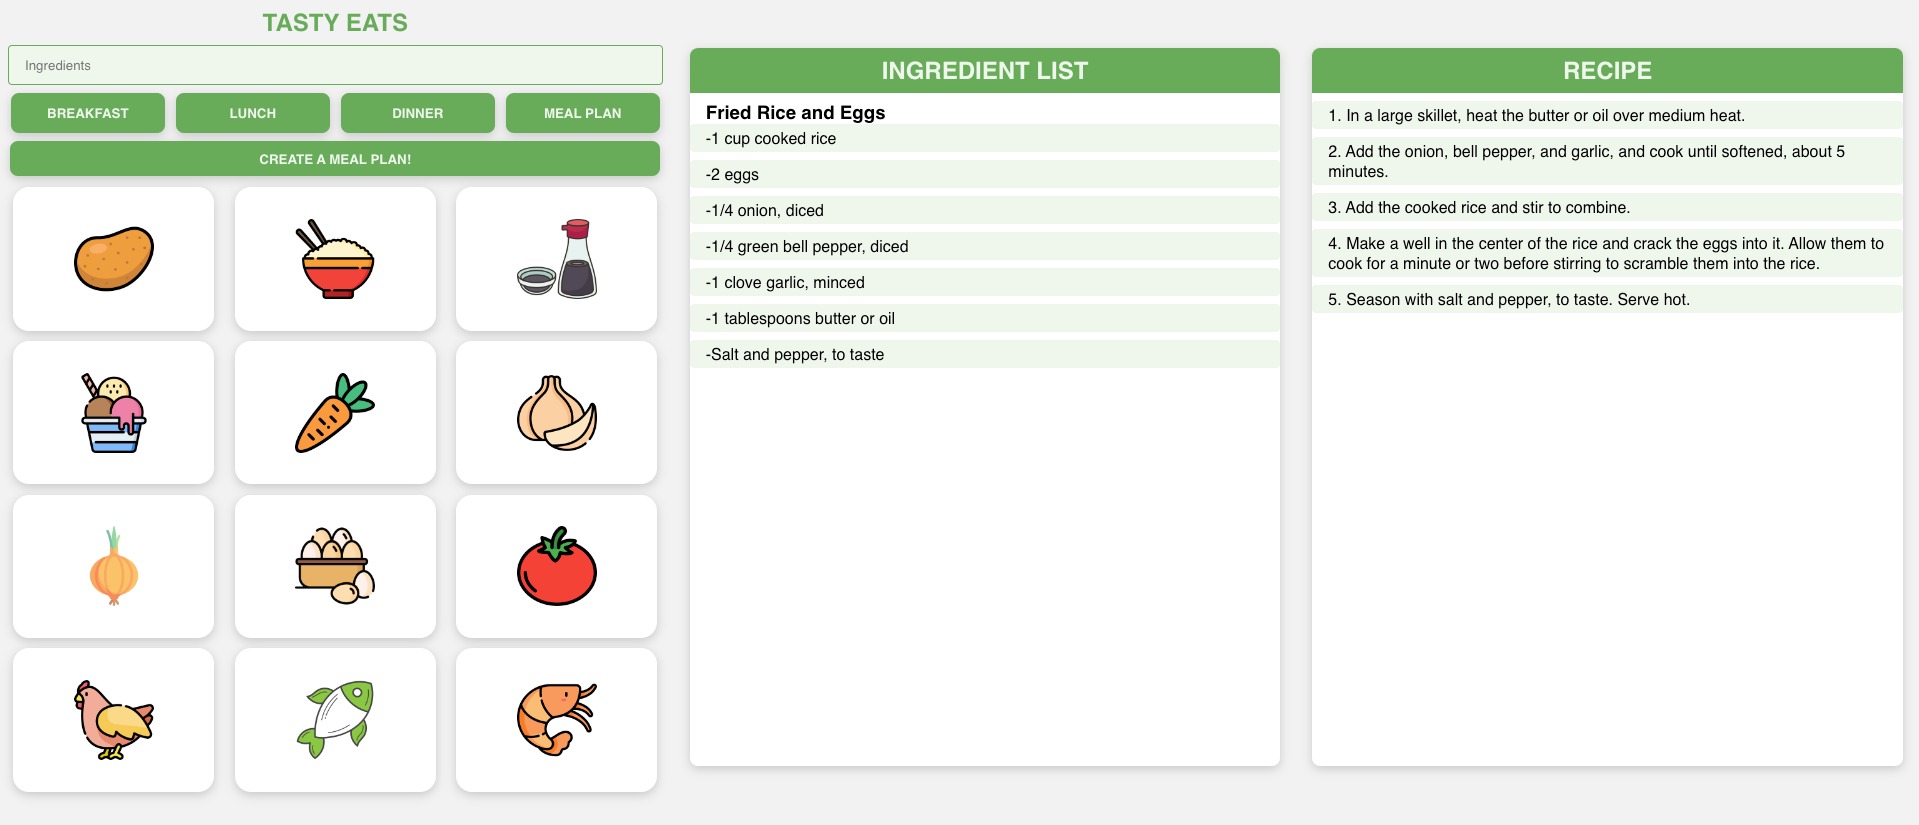 TASTY EATS
Ingredients
BREAKFAST
LUNCH
DINNER
MEAL PLAN
CREATE A MEAL PLAN!
INGREDIENT LIST
Fried Rice and Eggs
-1 cup cooked rice
-2 eggs
-1/4 onion, diced
-1/4 green bell pepper, diced
-1 clove garlic, minced
-1 tablespoons butter or oil
-Salt and pepper, to taste
RECIPE
1. In a large skillet, heat the butter or oil over medium heat.
2. Add the onion, bell pepper, and garlic, and cook until softened, about 5
minutes.
3. Add the cooked rice and stir to combine.
4. Make a well in the center of the rice and crack the eggs into it. Allow them to
cook for a minute or two before stirring to scramble them into the rice.
5. Season with salt and pepper, to taste. Serve hot.